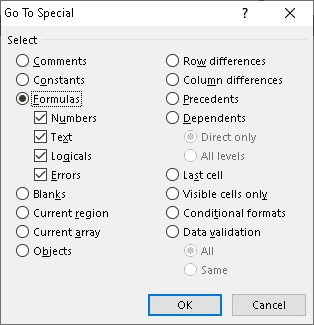 Go To Special ? ×
Select
Comments
Constants
Formulas
Numbers
Text
Logicals
Errors
Blanks
Current region
Current array
Objects
Row differences
Column differences
Precedents
Dependents
Direct only
All levels
Last cell
Visible cells only
Conditional formats
Data validation
All
Same
OK
Cancel